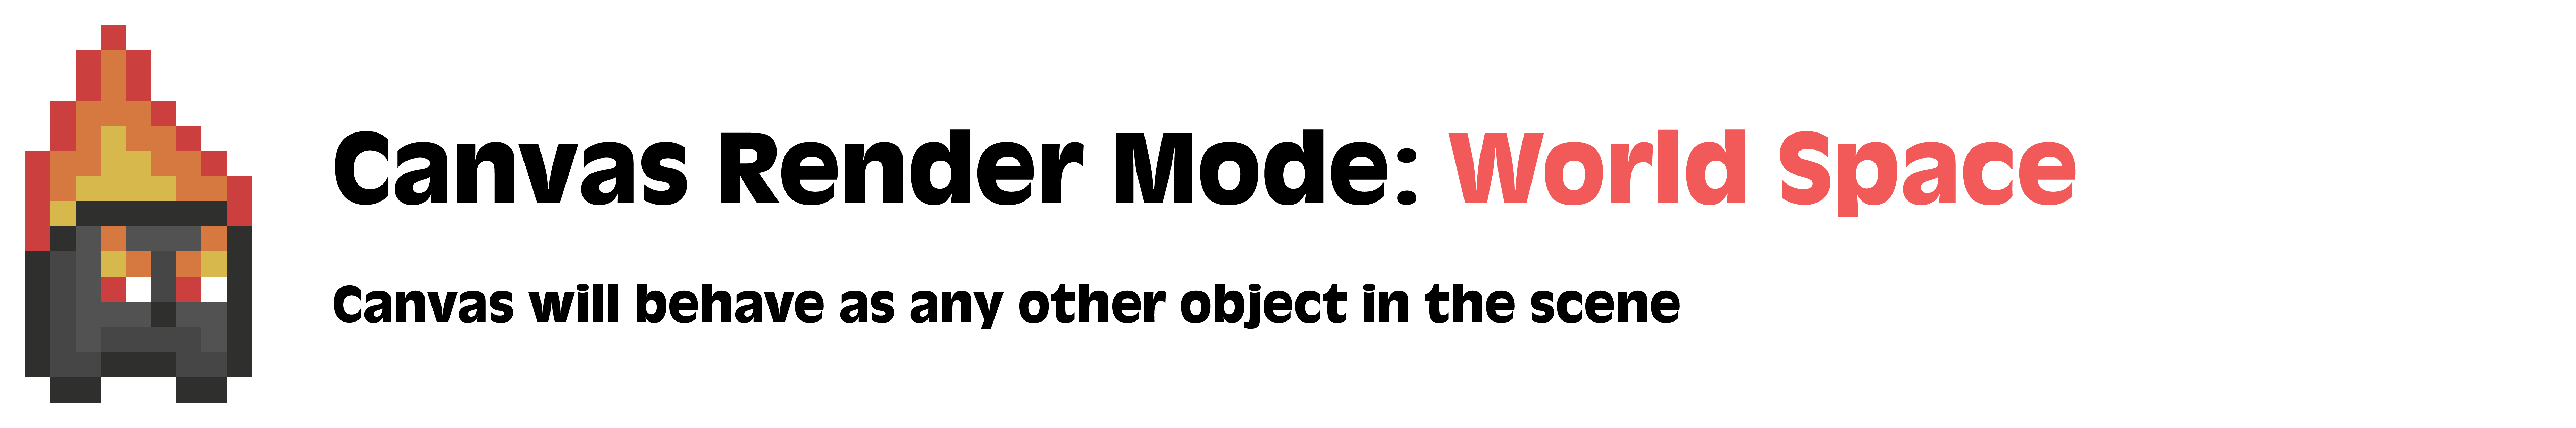 Canvas Render Mode: World Space
Canvas will behave as any other object in the scene